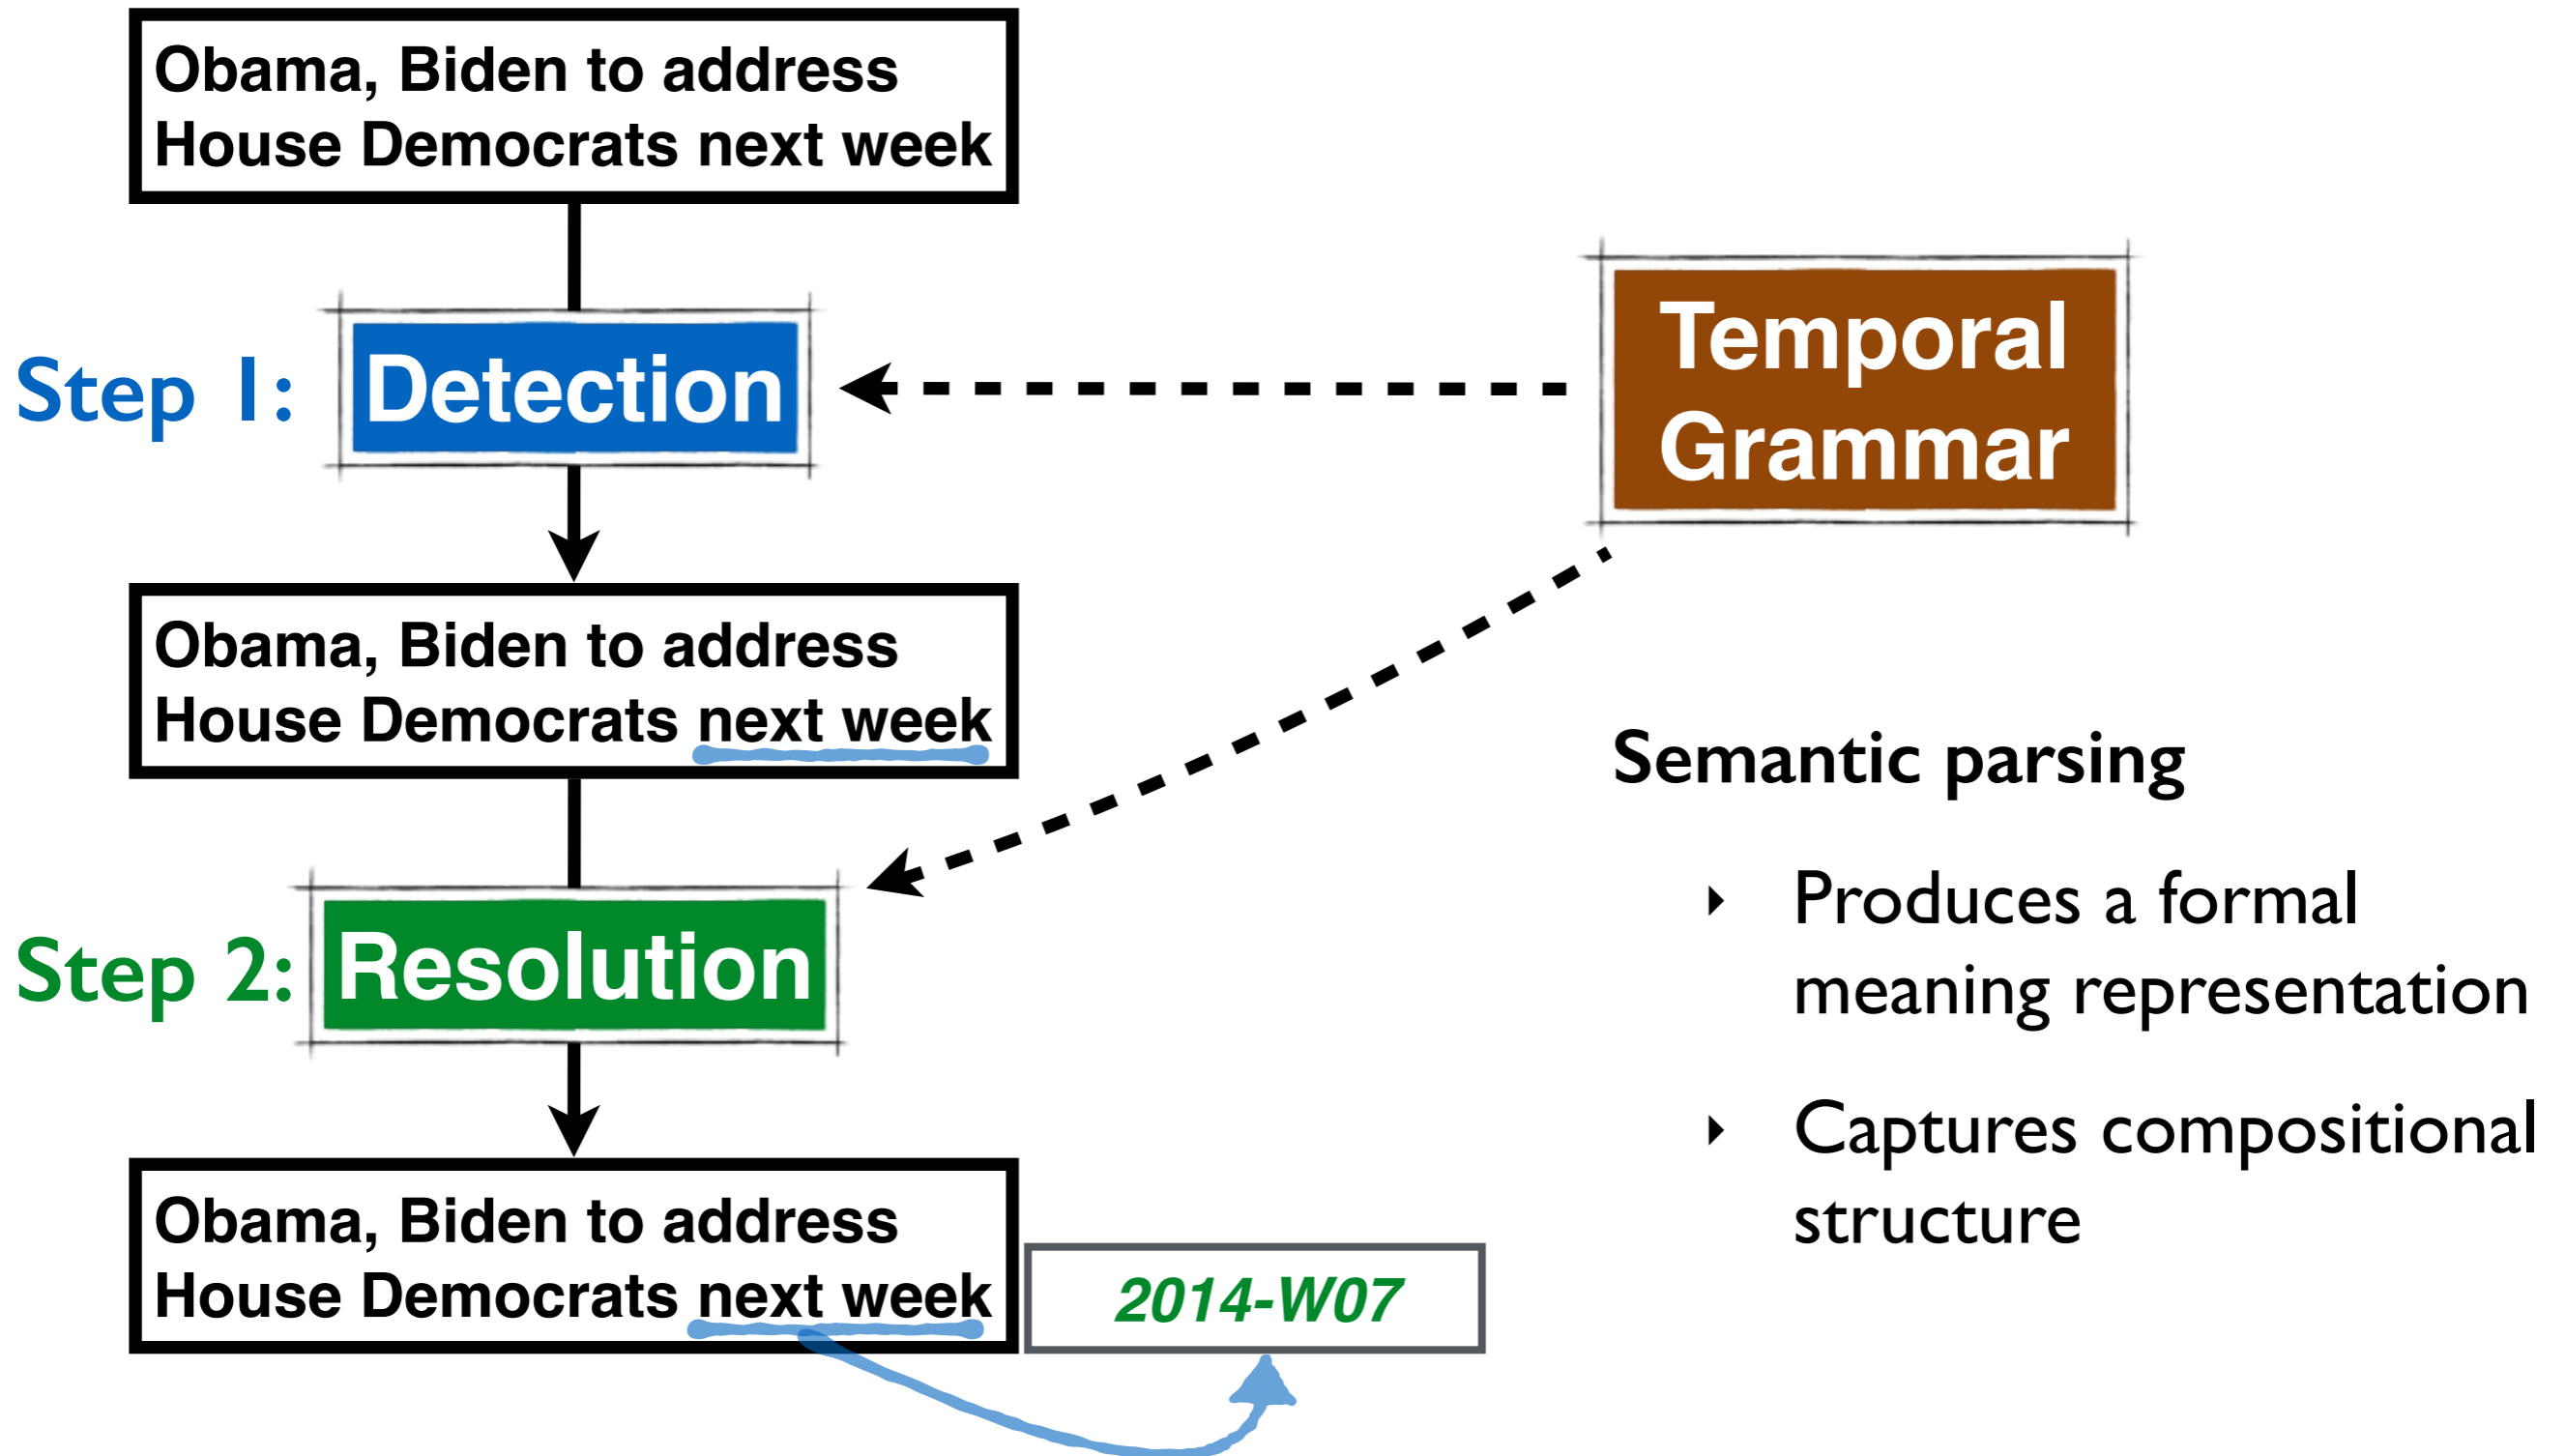 Obama, Biden to address
House Democrats next week
Step 1:
Detection
Temporal
Grammar
Obama, Biden to address
House Democrats next week
Step 2:
Resolution
Obama, Biden to address
House Democrats next week
2014-W07
Semantic parsing
‣ Produces a formal
meaning representation
‣ Captures compositional
structure